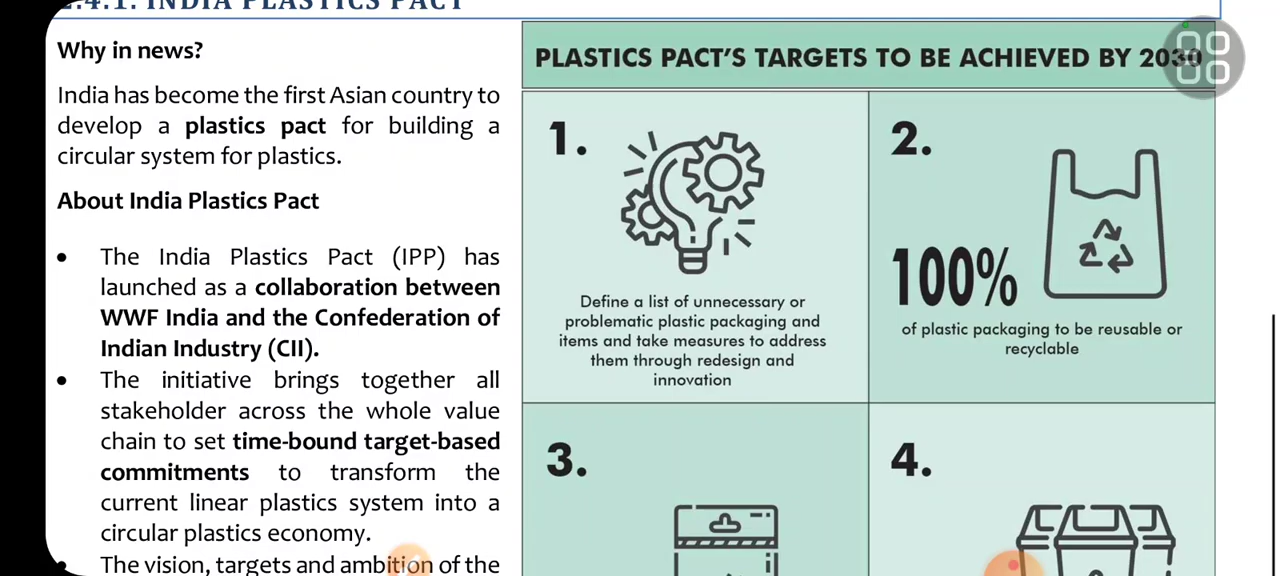 2.4.1. INDIA PLASTICS PACT
Why in news?
India has become the first Asian country to
develop a plastics pact for building a
circular system for plastics.
About India Plastics Pact
• The India Plastics Pact (IPP) has
launched as a collaboration between
WWF India and the Confederation of
Indian Industry (CII).
• The initiative brings together all
stakeholder across the whole value
chain to set time-bound target-based
commitments to transform the
current linear plastics system into a
circular plastics economy.
• The vision, targets and ambition of the
PLASTICS PACT'S TARGETS TO BE ACHIEVED BY 2030
1.
Define a list of unnecessary or
problematic plastic packaging and
items and take measures to address
them through redesign and
innovation
2.
100%
of plastic packaging to be reusable or
recyclable
3.
4.